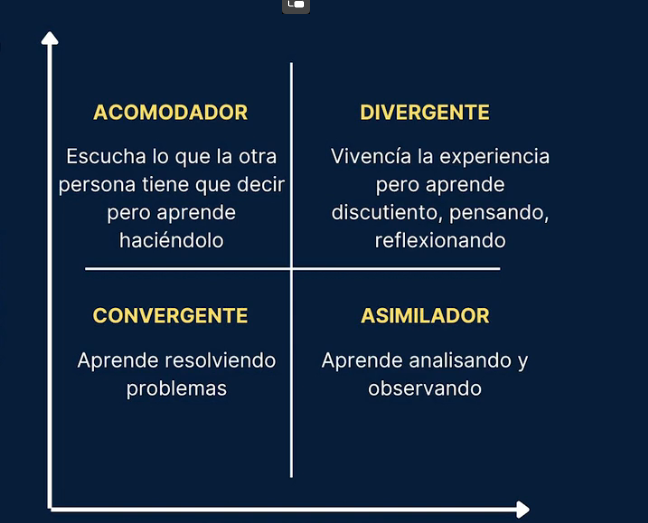 ACOMODADOR
Escucha lo que la otra
persona tiene que decir
pero aprende
haciéndolo
DIVERGENTE
Vivencía la experiencia
pero aprende
discutiento, pensando,
reflexionando
CONVERGENTE
Aprende resolviendo
problemas
ASIMILADOR
Aprende analisando y
observando